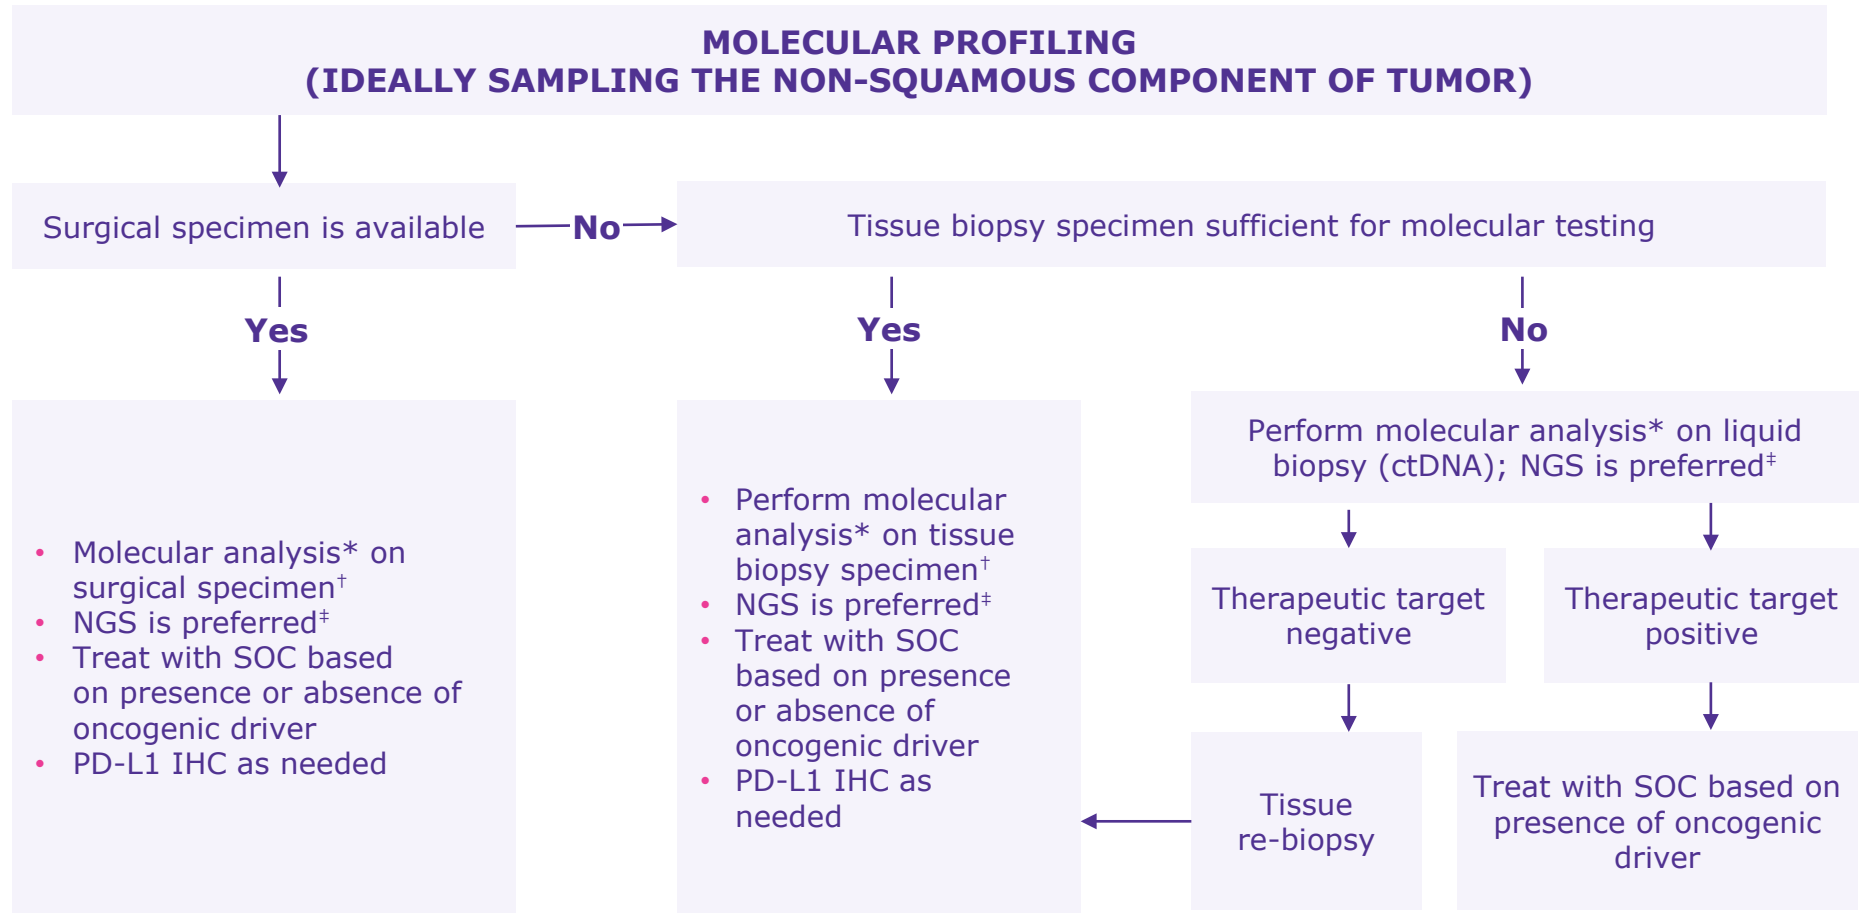 MOLECULAR PROFILING
(IDEALLY SAMPLING THE NON-SQUAMOUS COMPONENT OF TUMOR)
Surgical specimen is available
No
Tissue biopsy specimen sufficient for molecular testing
Yes
Yes
No
• Molecular analysis* on
surgical specimen†
• NGS is preferred‡
• Treat with SOC based
on presence or absence of
oncogenic driver
• PD-L1 IHC as needed
• Perform molecular
analysis* on tissue
biopsy specimen†
• NGS is preferred‡
• Treat with SOC
based on presence
or absence of
oncogenic driver
• PD-L1 IHC as
needed
Perform molecular analysis* on liquid
biopsy (ctDNA); NGS is preferred‡
Therapeutic target
negative
Therapeutic target
positive
Tissue
re-biopsy
Treat with SOC based on
presence of oncogenic
driver